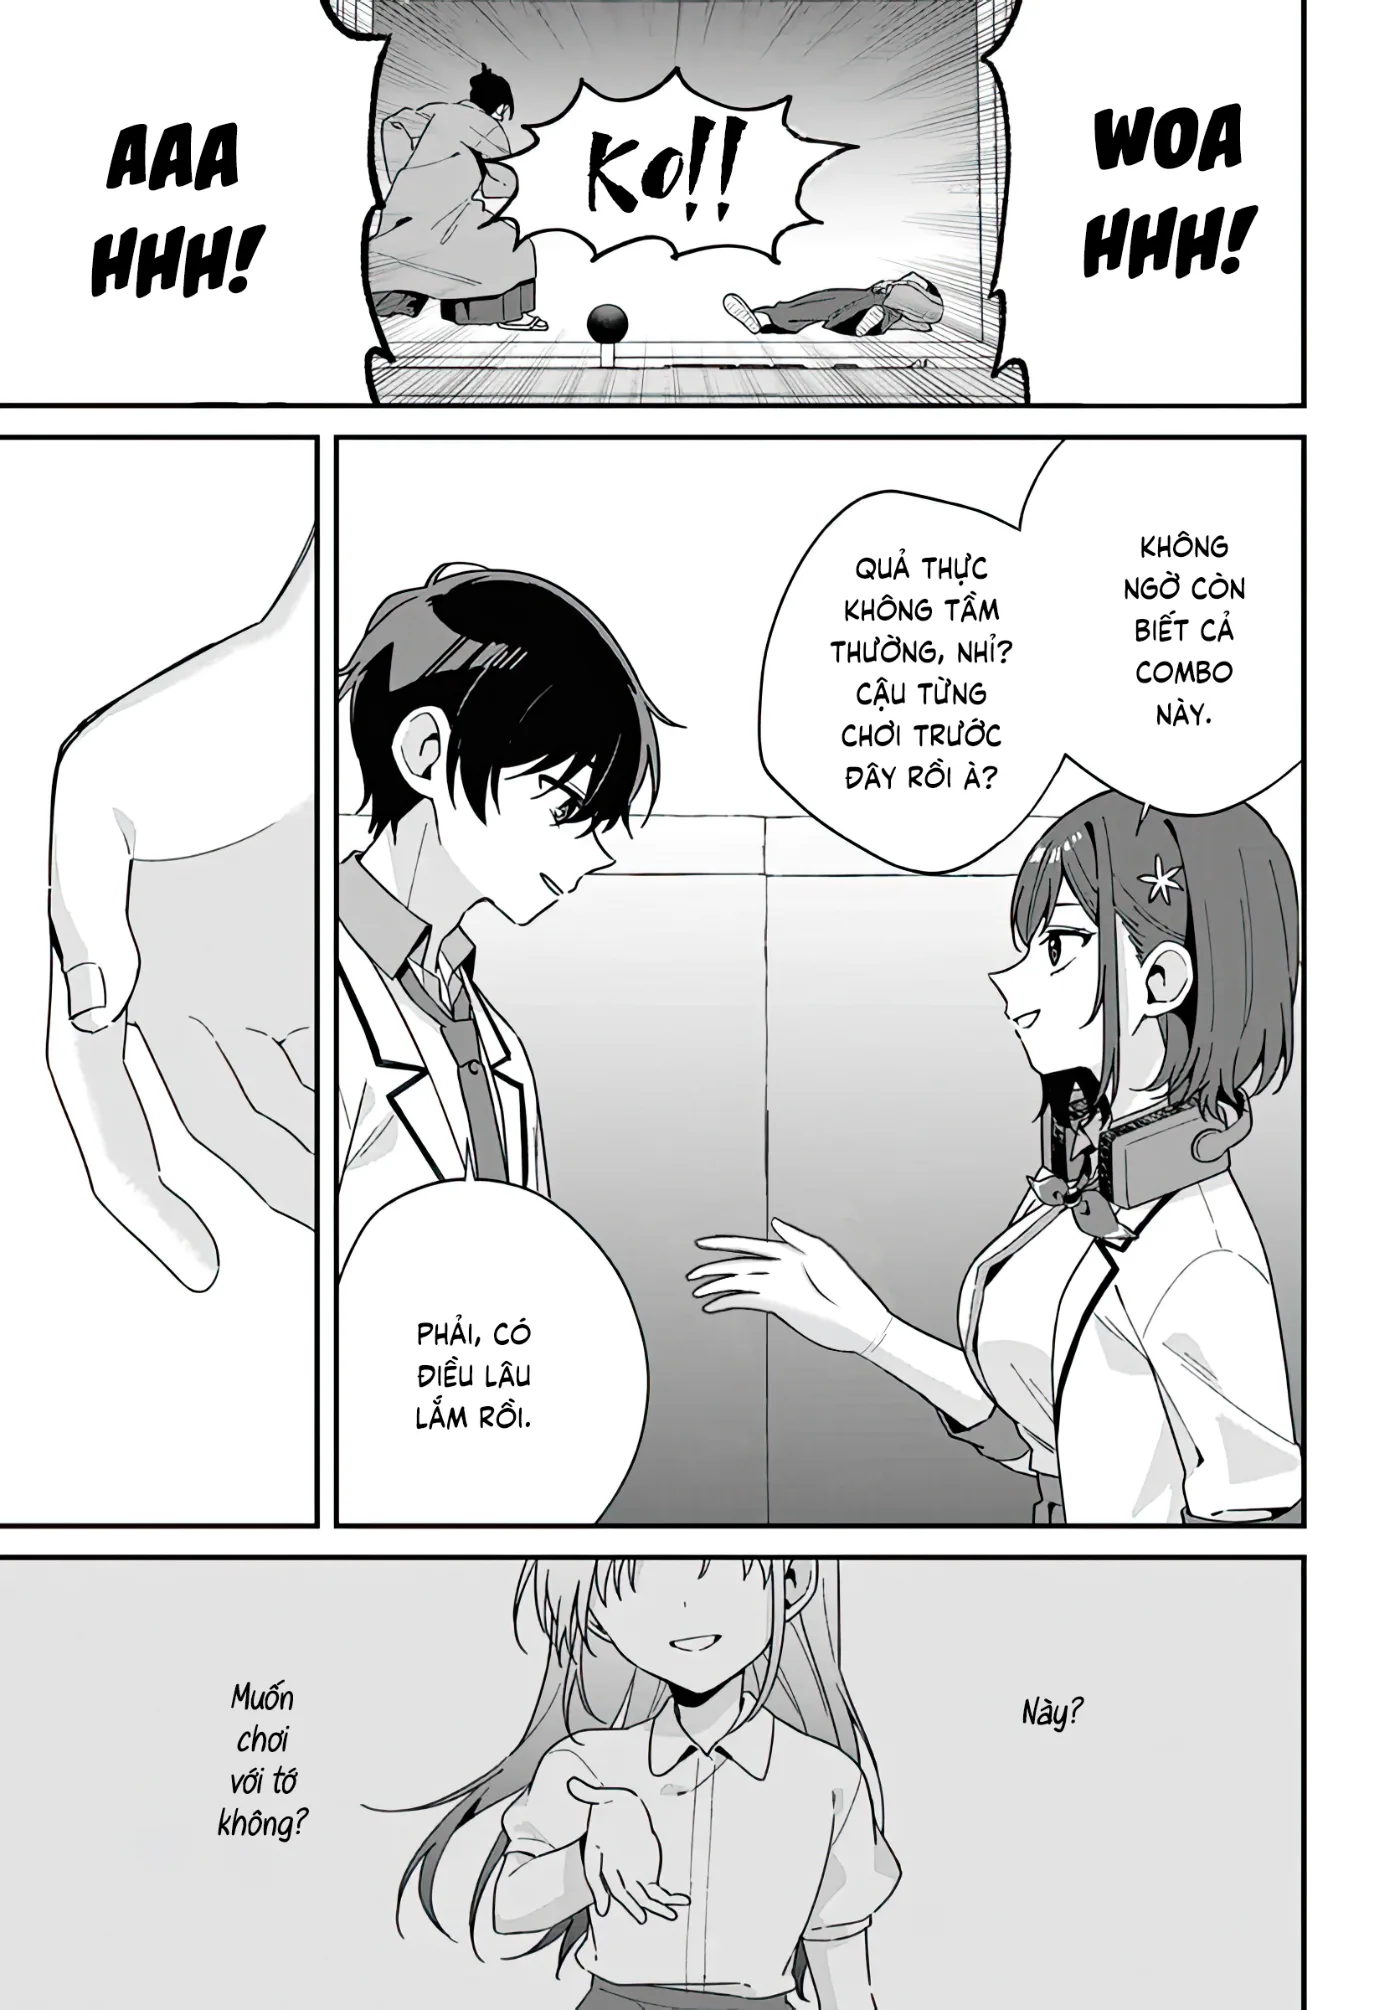 WOA
HHH!
KO!!
AAA
HHH!
KHÔNG
NGỜ CÒN
BIẾT CẢ
COMBO
NÀY.
QUẢ THỰC
KHÔNG TẦM
THƯỜNG, NHỈ?
CẬU TỪNG
CHƠI TRƯỚC
ĐÂY RỒI À?
PHẢI, CÓ
ĐIỀU LÂU
LẮM RỒI.
Này?
Muốn
chơi
với tớ
không?